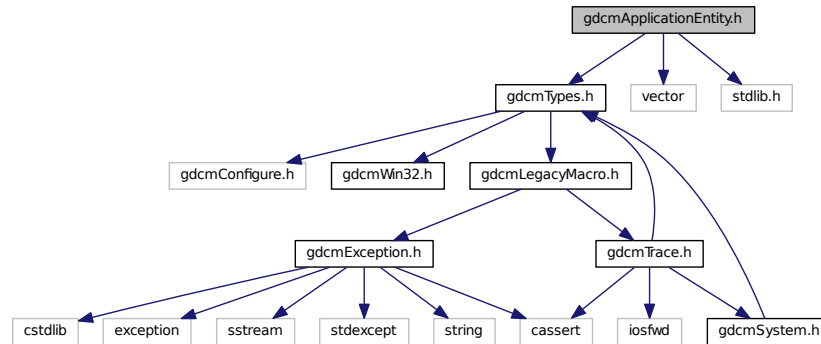 gdcmApplicationEntity.h
gdcmTypes.h
vector
stdlib.h
gdcmConfigure.h
gdcmWin32.h
gdcmLegacyMacro.h
gdcmException.h
gdcmTrace.h
cstdlib
exception
sstream
stdexcept
string
cassert
iosfwd
gdcmSystem.h